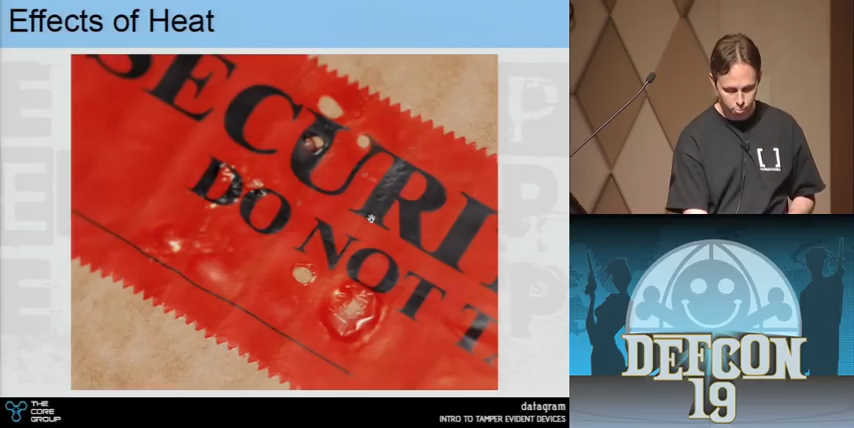 Effects of Heat
SECURI
DO NOT T
THE
CORE
GROUP
datagram
INTRO TO TAMPER EVIDENT DEVICES
[ ]
DEFCON
19